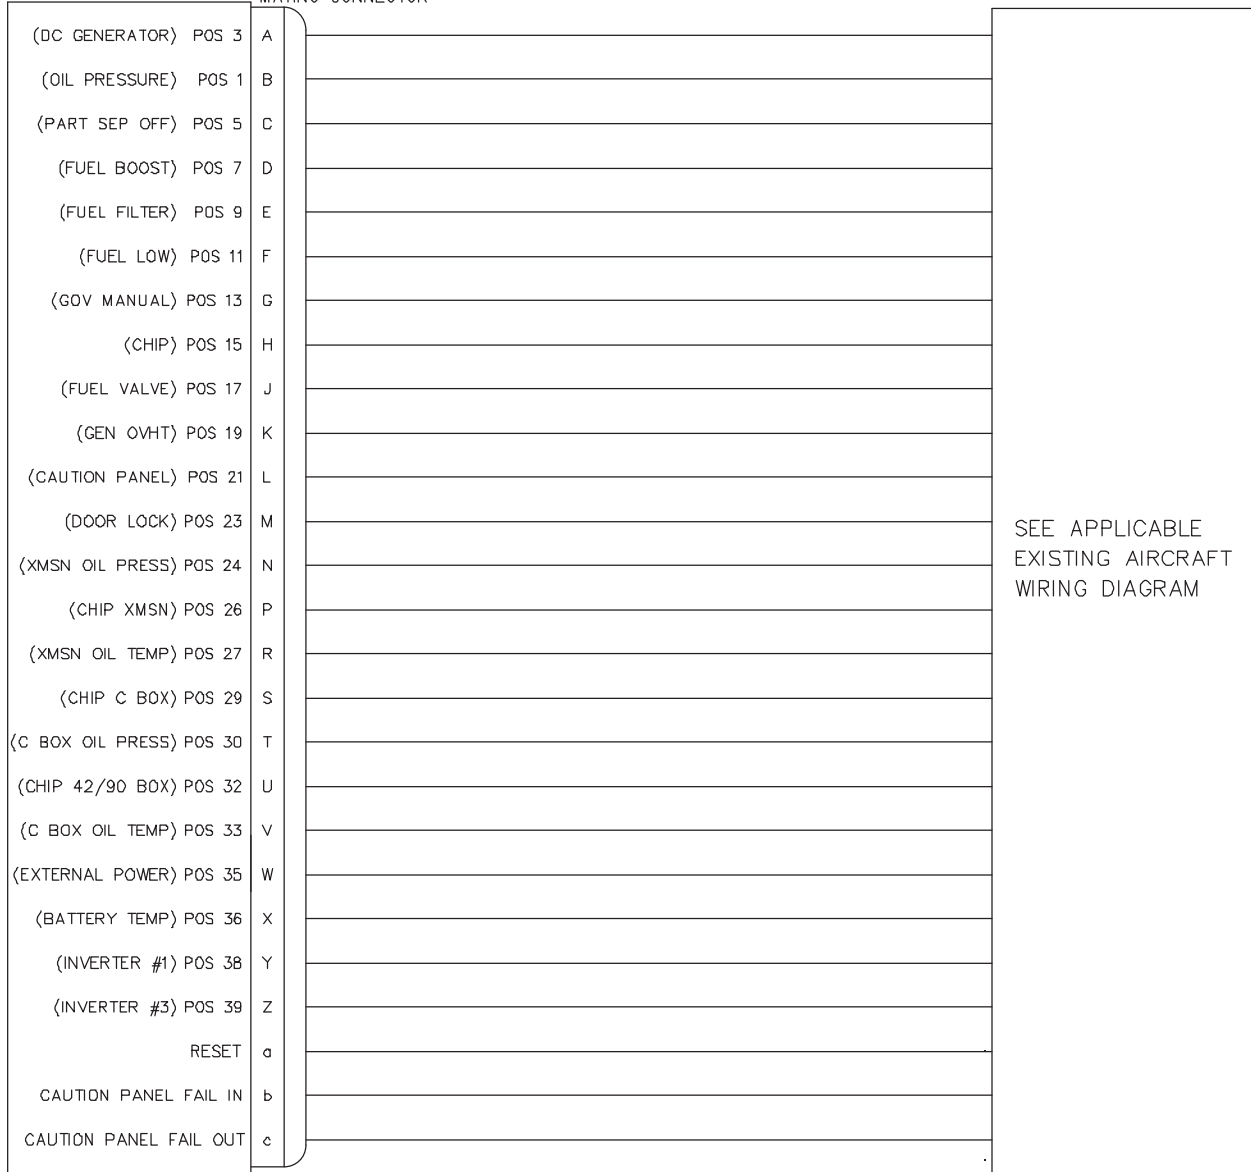 MATING CONNECTOR
(DC GENERATOR) POS 3 A
(OIL PRESSURE) POS 1 B
(PART SEP OFF) POS 5 C
(FUEL BOOST) POS 7 D
(FUEL FILTER) POS 9 E
(FUEL LOW) POS 11 F
(GOV MANUAL) POS 13 G
(CHIP) POS 15 H
(FUEL VALVE) POS 17 J
(GEN OVHT) POS 19 K
(CAUTION PANEL) POS 21 L
(DOOR LOCK) POS 23 M
(XMSN OIL PRESS) POS 24 N
(CHIP XMSN) POS 26 P
(XMSN OIL TEMP) POS 27 R
(CHIP C BOX) POS 29 S
(C BOX OIL PRESS) POS 30 T
(CHIP 42/90 BOX) POS 32 U
(C BOX OIL TEMP) POS 33 V
(EXTERNAL POWER) POS 35 W
(BATTERY TEMP) POS 36 X
(INVERTER #1) POS 38 Y
(INVERTER #3) POS 39 Z
RESET a
CAUTION PANEL FAIL IN b
CAUTION PANEL FAIL OUT c
SEE APPLICABLE
EXISTING AIRCRAFT
WIRING DIAGRAM